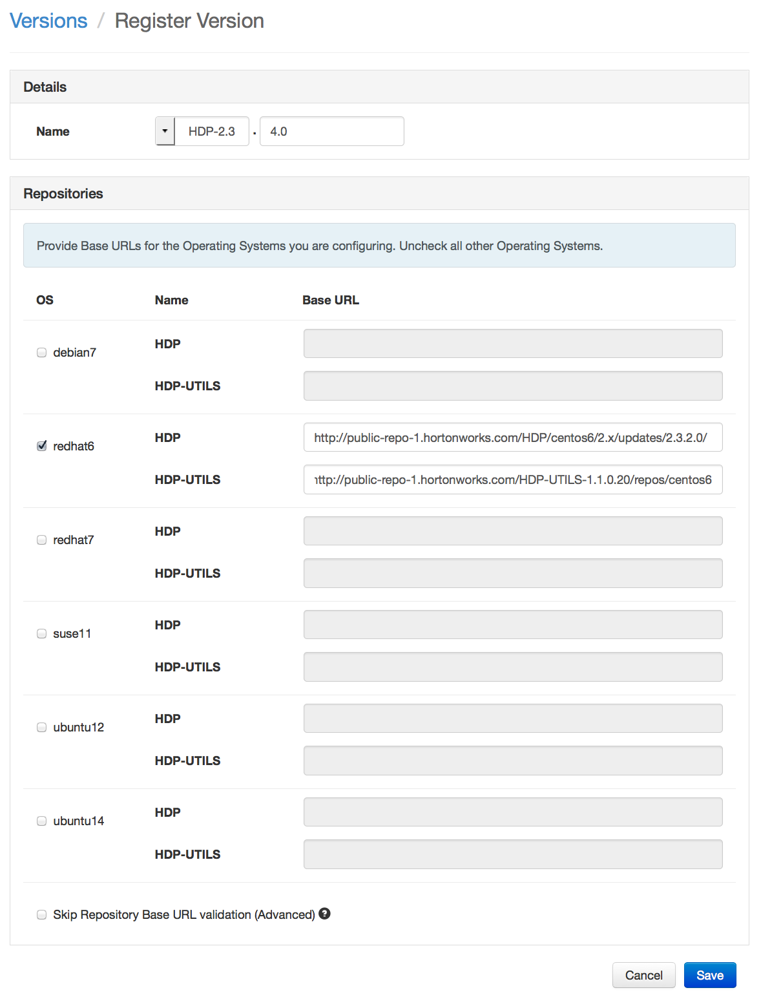 Versions / Register Version
Details
Name HDP-2.3 . 4.0
Repositories
Provide Base URLs for the Operating Systems you are configuring. Uncheck all other Operating Systems.
OS Name Base URL
debian7 HDP
HDP-UTILS
redhat6 HDP http://public-repo-1.hortonworks.com/HDP/centos6/2.x/updates/2.3.2.0/
HDP-UTILS ttp://public-repo-1.hortonworks.com/HDP-UTILS-1.1.0.20/repos/centos6
redhat7 HDP
HDP-UTILS
suse11 HDP
HDP-UTILS
ubuntu12 HDP
HDP-UTILS
ubuntu14 HDP
HDP-UTILS
Skip Repository Base URL validation (Advanced) ?
Cancel Save